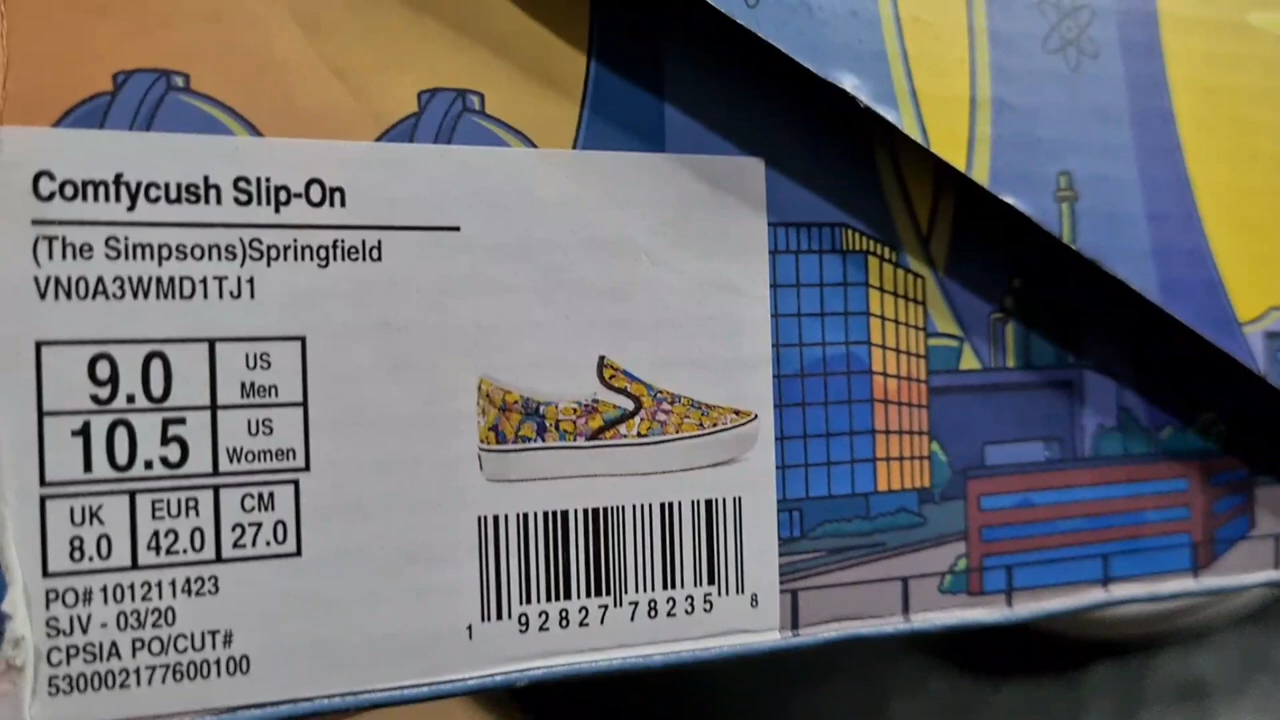 Comfycush Slip-On
(The Simpsons)Springfield
VN0A3WMD1TJ1
9.0 US Men
10.5 US Women
UK EUR CM
8.0 42.0 27.0
PO# 101211423
SJV - 03/20
CPSIA PO/CUT#
530002177600100
1 92827 78235 8